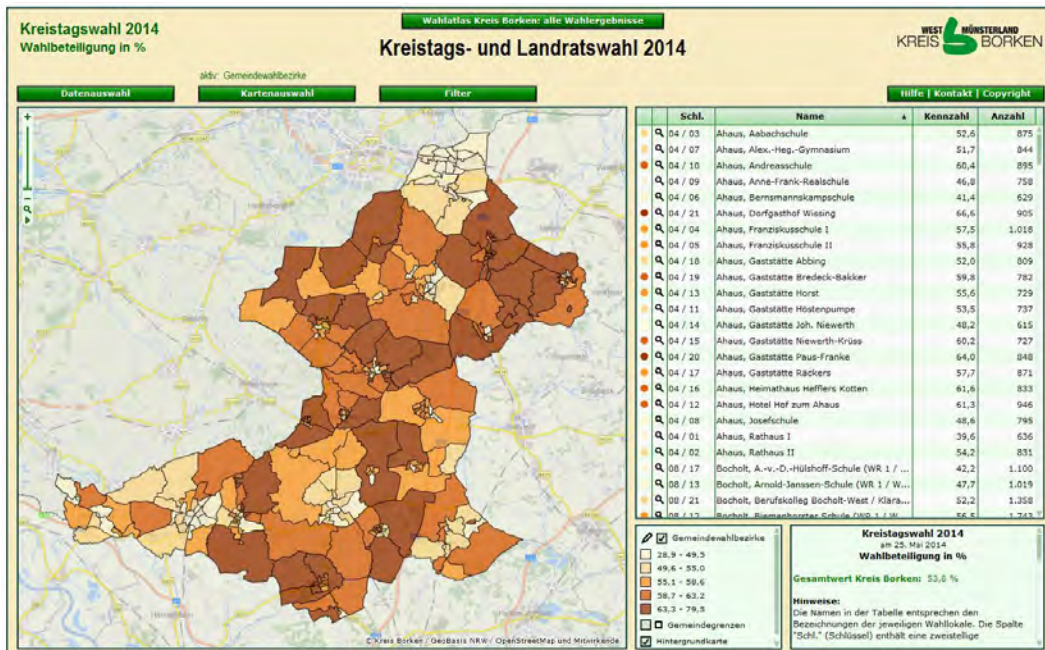 Kreistagswahl 2014
Wahlbeteiligung in %
Wahlatlas Kreis Borken: alle Wahlergebnisse
Kreistags- und Landratswahl 2014
WEST MÜNSTERLAND
KREIS BORKEN
aktiv: Gemeindewahlbezirke
Datenauswahl
Kartenauswahl
Filter
Hilfe | Kontakt | Copyright
Schl. Name Kennzahl Anzahl
04 / 03 Ahaus, Aabachschule 52,6 875
04 / 07 Ahaus, Alex.-Heg.-Gymnasium 51,7 844
04 / 10 Ahaus, Andreasschule 60,4 895
04 / 09 Ahaus, Anne-Frank-Realschule 46,8 758
04 / 06 Ahaus, Bernsmannskampschule 41,4 629
04 / 21 Ahaus, Dorfgasthof Wissing 66,6 905
04 / 04 Ahaus, Franziskusschule I 57,5 1.018
04 / 05 Ahaus, Franziskusschule II 55,8 928
04 / 18 Ahaus, Gaststätte Abbing 52,0 809
04 / 19 Ahaus, Gaststätte Bredeck-Bakker 59,8 782
04 / 13 Ahaus, Gaststätte Horst 55,6 729
04 / 11 Ahaus, Gaststätte Höstenpumpe 53,5 737
04 / 14 Ahaus, Gaststätte Joh. Niewerth 48,2 615
04 / 15 Ahaus, Gaststätte Niewerth-Krüss 60,2 727
04 / 20 Ahaus, Gaststätte Paus-Franke 64,0 848
04 / 17 Ahaus, Gaststätte Räckers 57,7 871
04 / 16 Ahaus, Heimathaus Hefflers Kotten 61,6 833
04 / 12 Ahaus, Hotel Hof zum Ahaus 61,3 946
04 / 08 Ahaus, Josefschule 48,6 795
04 / 01 Ahaus, Rathaus I 39,6 636
04 / 02 Ahaus, Rathaus II 54,2 831
08 / 17 Bocholt, A.-v.-D.-Hülshoff-Schule (WR 1 / ... 42,2 1.100
08 / 13 Bocholt, Arnold-Janssen-Schule (WR 1 / W... 47,7 1.019
08 / 21 Bocholt, Berufskolleg Bocholt-West / Klara... 52,2 1.358
08 / 12 Bocholt, Biemenhorster Schule (WR 1 / W... 56,5 1.743
Gemeindewahlbezirke
28,9 - 49,5
49,6 - 55,0
55,1 - 58,6
58,7 - 63,2
63,3 - 79,5
Gemeindegrenzen
Hintergrundkarte
Kreistagswahl 2014
am 25. Mai 2014
Wahlbeteiligung in %
Gesamtwert Kreis Borken: 53,8 %
Hinweise:
Die Namen in der Tabelle entsprechen den
Bezeichnungen der jeweiligen Wahllokale. Die Spalte
"Schl." (Schlüssel) enthält eine zweistellige
© Kreis Borken / GeoBasis NRW / OpenStreetMap und Mitwirkende